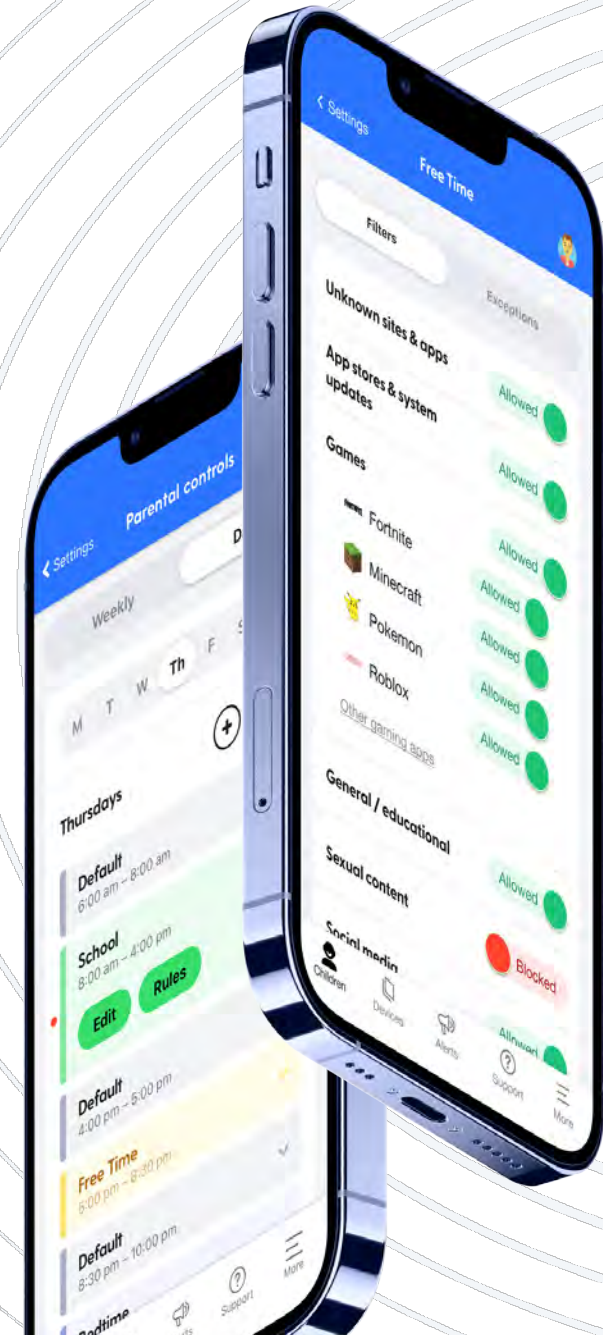 Settings
Free Time
Filters
Exceptions
Unknown sites & apps
Allowed
App stores & system
updates
Allowed
Games
Allowed
Fortnite
Allowed
Minecraft
Allowed
Pokemon
Allowed
Roblox
Allowed
Other gaming apps
General / educational
Allowed
Sexual content
Blocked
Social media
Allowed
Children
Devices
Alerts
Support
More
Settings
Parental controls
Weekly
D
M T W Th F S
Thursdays
Default
6:00 am – 8:00 am
School
8:00 am – 4:00 pm
Edit
Rules
Default
4:00 pm – 5:00 pm
Free Time
6:00 pm – 8:30 pm
Default
8:30 pm – 10:00 pm
Bedtime
Support
More